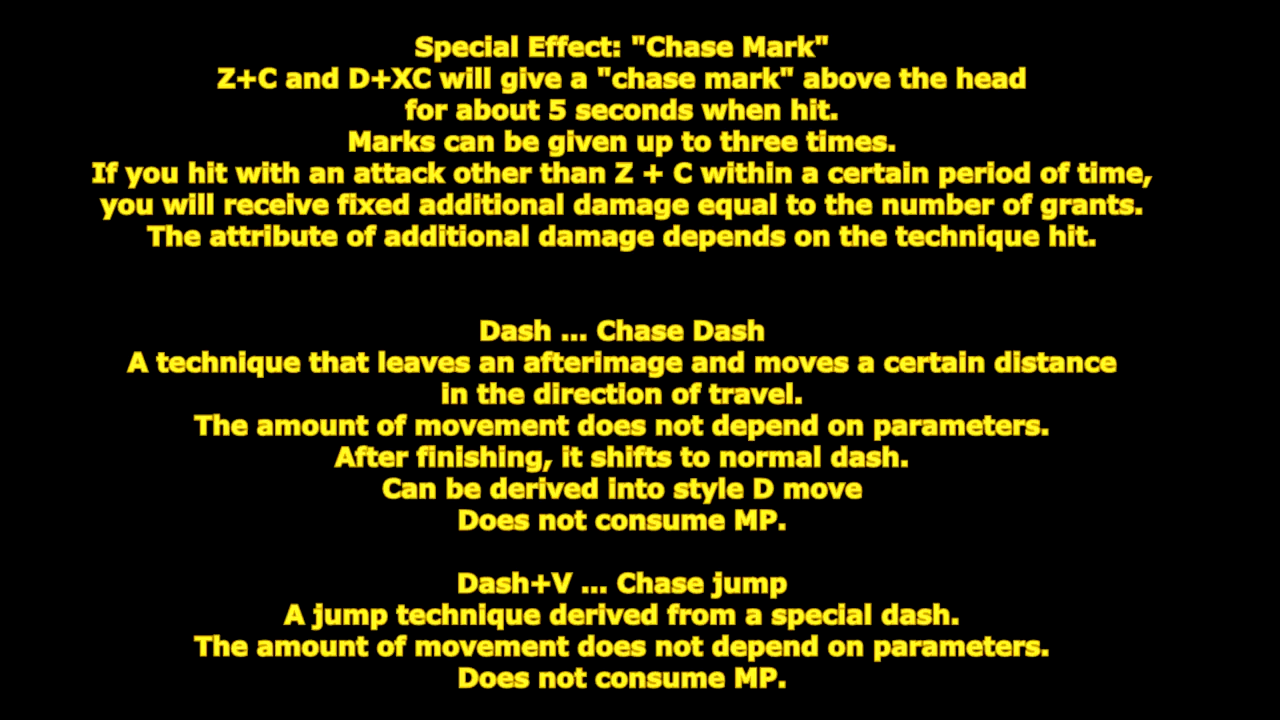 Special Effect: "Chase Mark"
Z+C and D+XC will give a "chase mark" above the head
for about 5 seconds when hit.
Marks can be given up to three times.
If you hit with an attack other than Z + C within a certain period of time,
you will receive fixed additional damage equal to the number of grants.
The attribute of additional damage depends on the technique hit.
Dash ... Chase Dash
A technique that leaves an afterimage and moves a certain distance
in the direction of travel.
The amount of movement does not depend on parameters.
After finishing, it shifts to normal dash.
Can be derived into style D move
Does not consume MP.
Dash+V ... Chase jump
A jump technique derived from a special dash.
The amount of movement does not depend on parameters.
Does not consume MP.